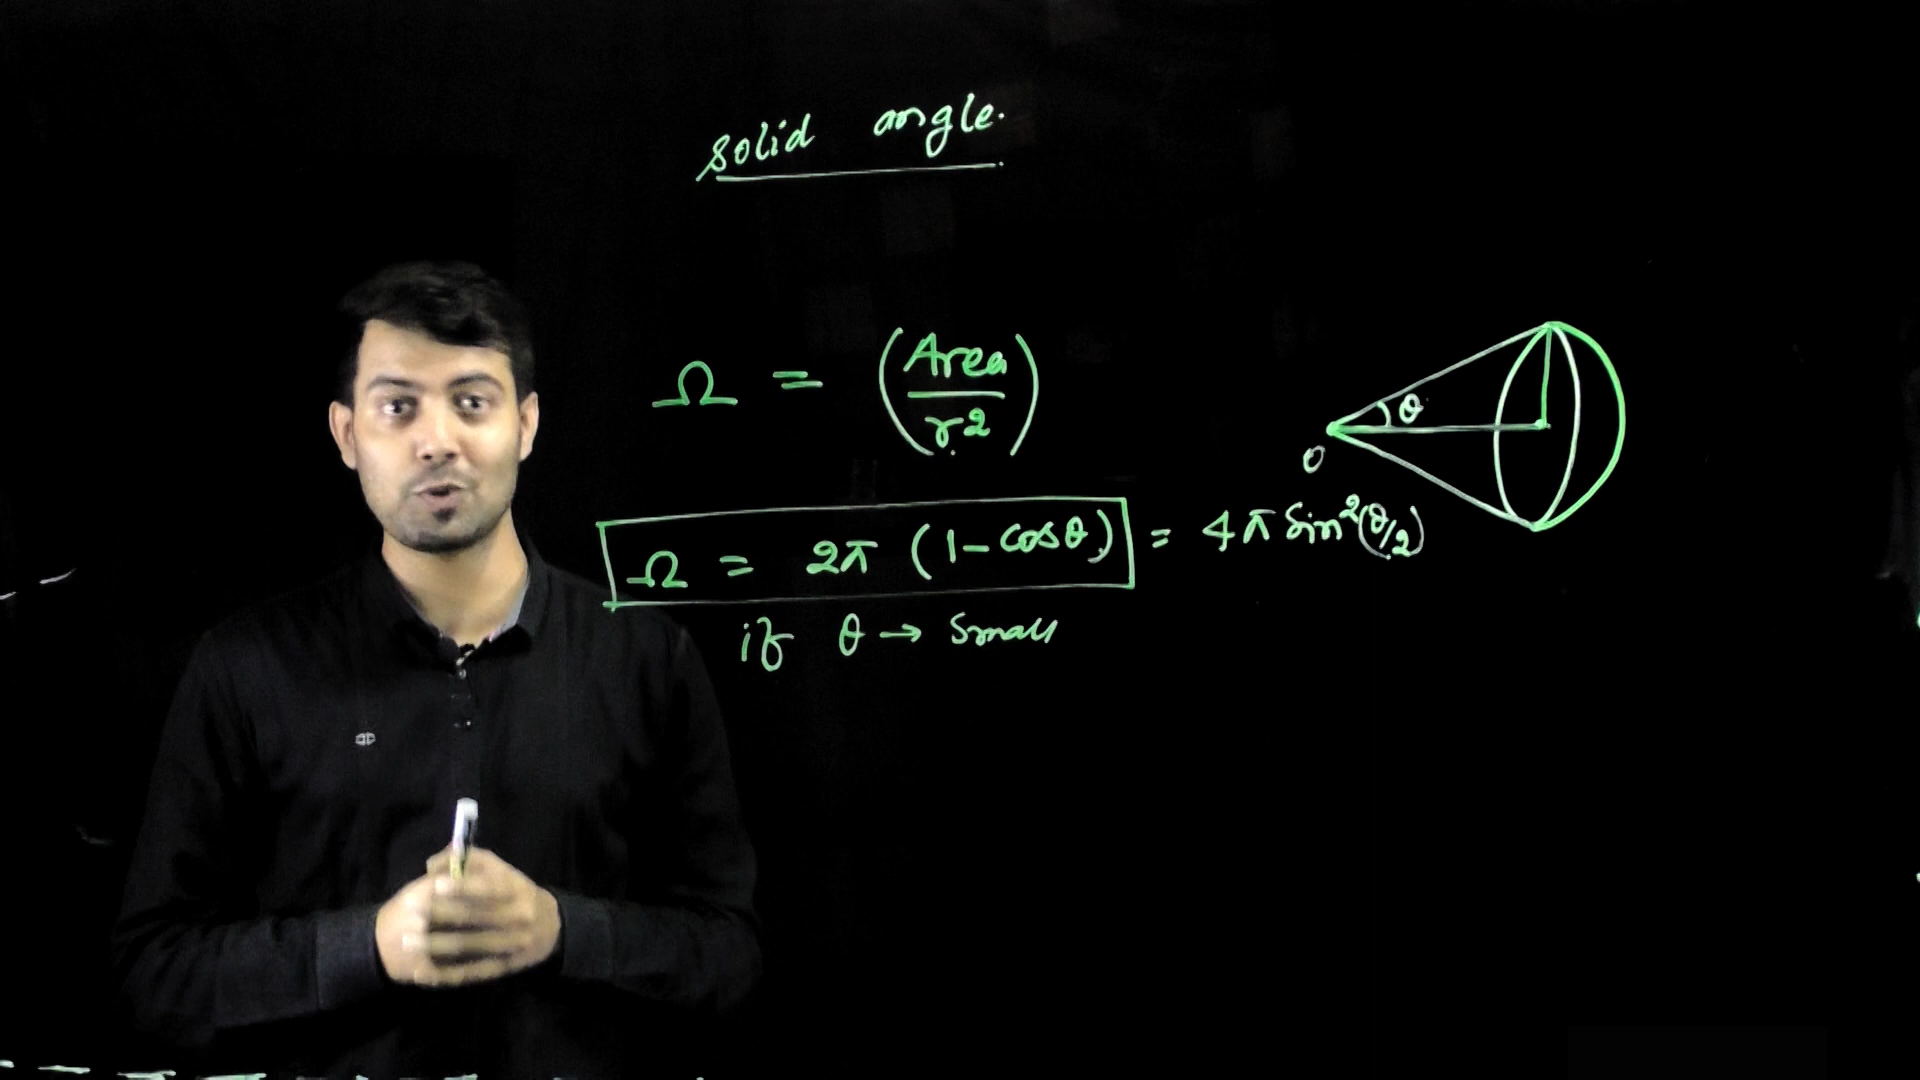 Solid angle.
Ω = (Area / r²)
θ
O
Ω = 2π (1 - cosθ) = 4π Sin²(θ/2)
if θ → Small